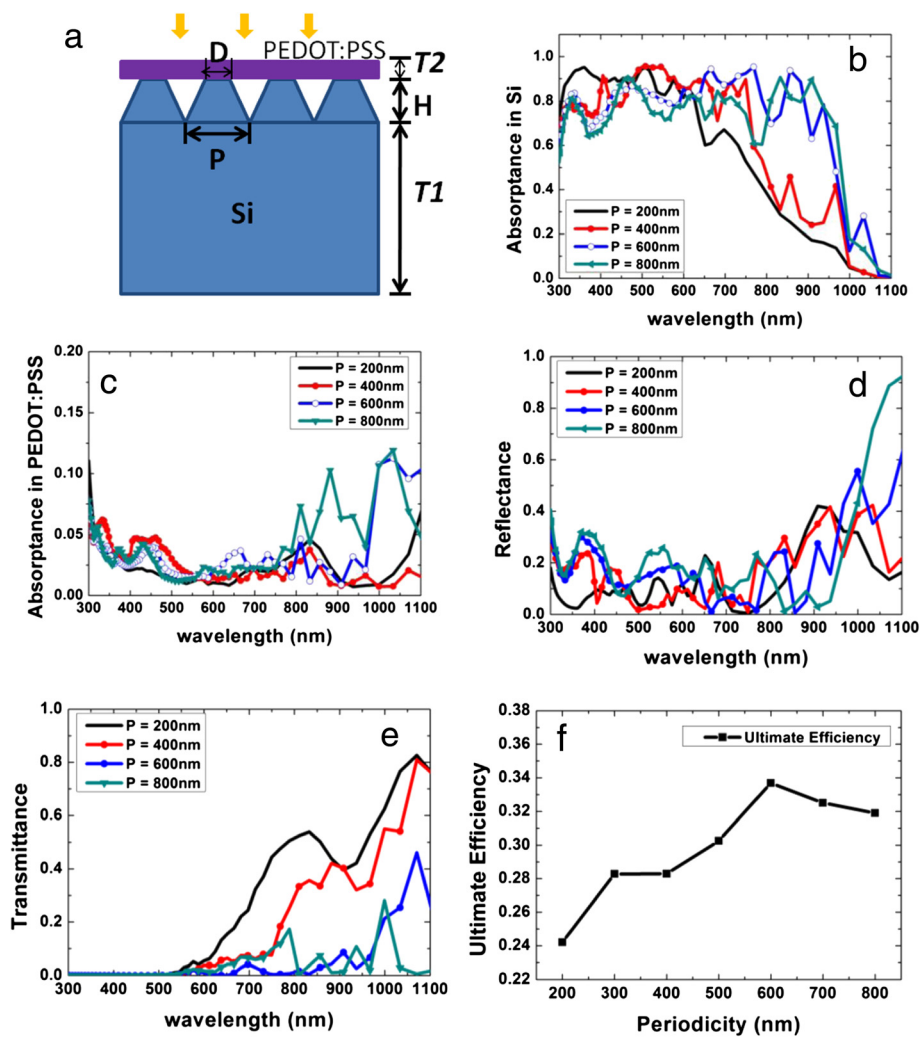 a
PEDOT:PSS
D
T2
H
P
T1
Si
b
Absorptance in Si
1.0
0.8
0.6
0.4
0.2
0.0
P = 200nm
P = 400nm
P = 600nm
P = 800nm
300 400 500 600 700 800 900 1000 1100
wavelength (nm)
c
Absorptance in PEDOT:PSS
0.20
0.15
0.10
0.05
0.00
P = 200nm
P = 400nm
P = 600nm
P = 800nm
300 400 500 600 700 800 900 1000 1100
wavelength (nm)
d
Reflectance
1.0
0.8
0.6
0.4
0.2
0.0
P = 200nm
P = 400nm
P = 600nm
P = 800nm
300 400 500 600 700 800 900 1000 1100
wavelength (nm)
e
Transmittance
1.0
0.8
0.6
0.4
0.2
0.0
P = 200nm
P = 400nm
P = 600nm
P = 800nm
300 400 500 600 700 800 900 1000 1100
wavelength (nm)
f
Ultimate Efficiency
0.38
0.36
0.34
0.32
0.30
0.28
0.26
0.24
0.22
Ultimate Efficiency
200 300 400 500 600 700 800
Periodicity (nm)